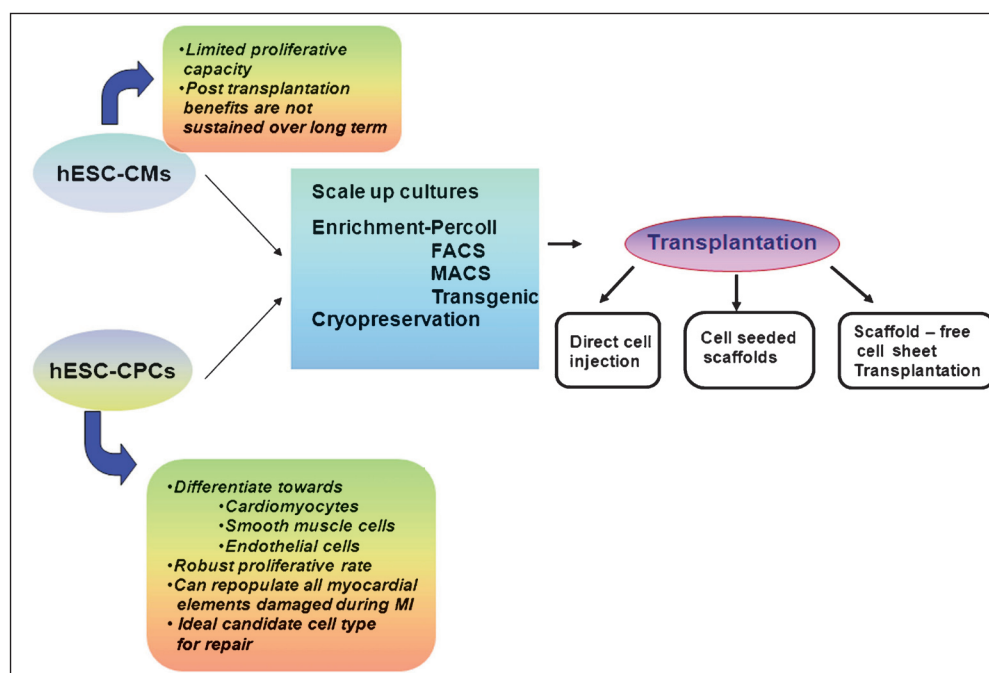 •Limited proliferative
capacity
•Post transplantation
benefits are not
sustained over long term
hESC-CMs
Scale up cultures
Enrichment-Percoll
FACS
MACS
Transgenic
Cryopreservation
Transplantation
Direct cell
injection
Cell seeded
scaffolds
Scaffold – free
cell sheet
Transplantation
hESC-CPCs
•Differentiate towards
•Cardiomyocytes
•Smooth muscle cells
•Endothelial cells
•Robust proliferative rate
•Can repopulate all myocardial
elements damaged during MI
• Ideal candidate cell type
for repair